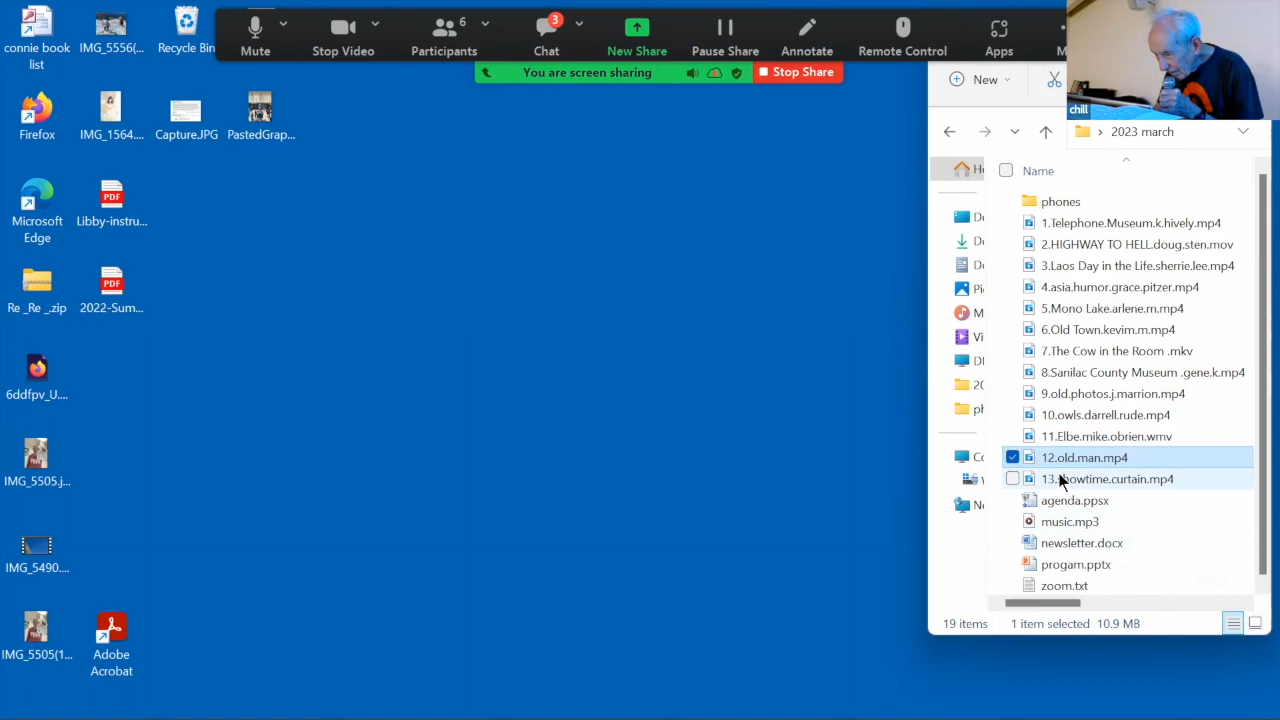 Mute
Stop Video
Participants
6
Chat
3
New Share
Pause Share
Annotate
Remote Control
Apps
You are screen sharing
Stop Share
chill
connie book
list
IMG_5556(...
Recycle Bin
Firefox
IMG_1564....
Capture.JPG
PastedGrap...
Microsoft
Edge
PDF
Libby-instru...
Re _Re _.zip
PDF
2022-Sum...
6ddfpv_U....
IMG_5505.j...
IMG_5490....
IMG_5505(1...
Adobe
Acrobat
New
2023 march
Name
phones
1.Telephone.Museum.k.hively.mp4
2.HIGHWAY TO HELL.doug.sten.mov
3.Laos Day in the Life.sherrie.lee.mp4
4.asia.humor.grace.pitzer.mp4
5.Mono Lake.arlene.m.mp4
6.Old Town.kevim.m.mp4
7.The Cow in the Room .mkv
8.Sanilac County Museum .gene.k.mp4
9.old.photos.j.marrion.mp4
10.owls.darrell.rude.mp4
11.Elbe.mike.obrien.wmv
12.old.man.mp4
13.showtime.curtain.mp4
agenda.ppsx
music.mp3
newsletter.docx
progam.pptx
zoom.txt
19 items
1 item selected
10.9 MB